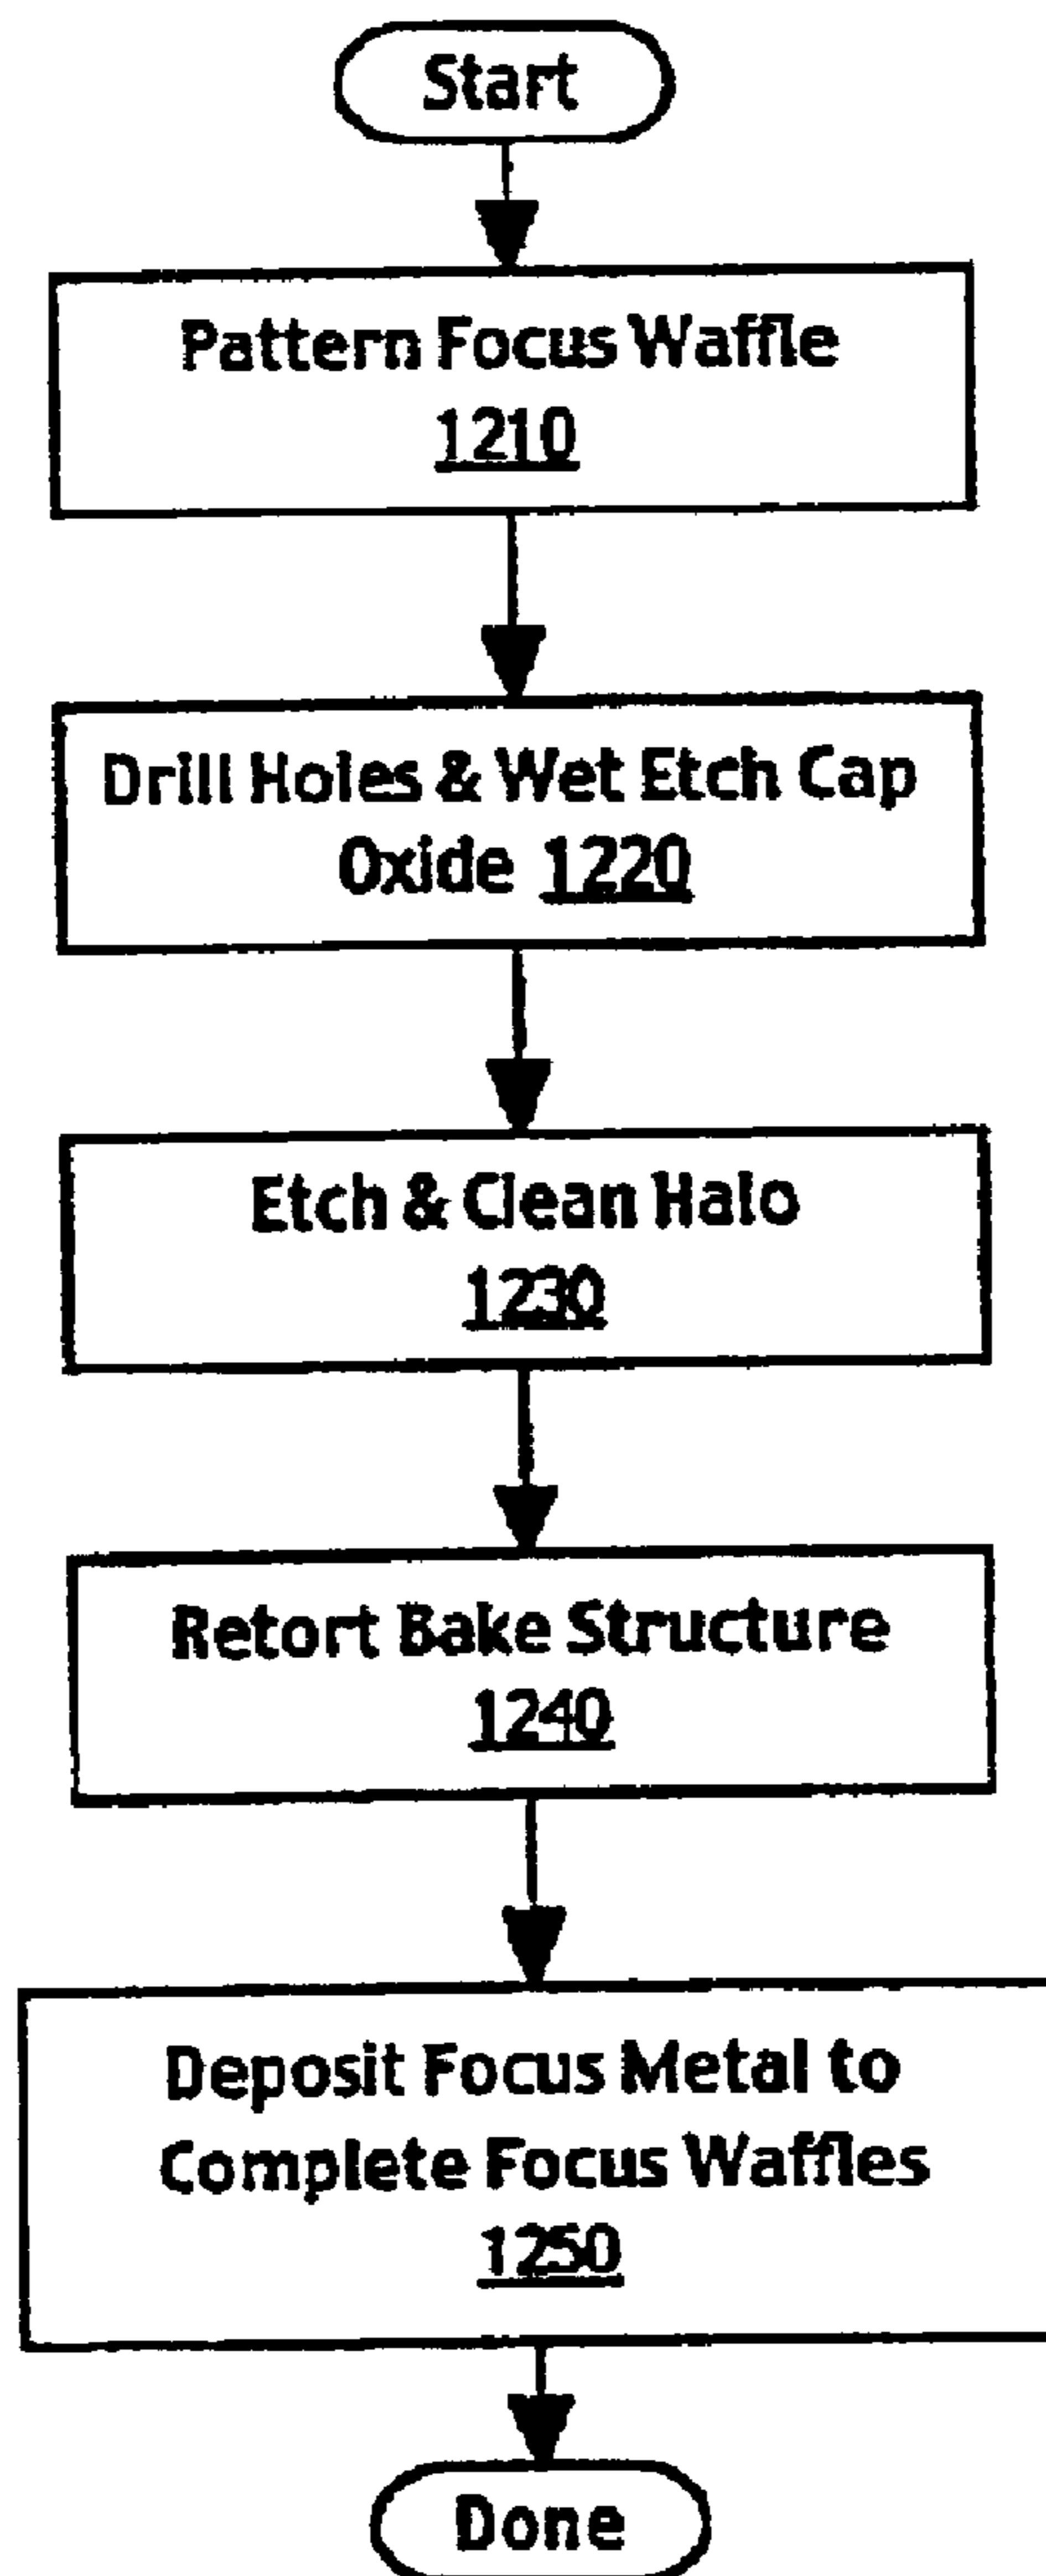 Start
Pattern Focus Waffle
1210
Drill Holes & Wet Etch Cap
Oxide 1220
Etch & Clean Halo
1230
Retort Bake Structure
1240
Deposit Focus Metal to
Complete Focus Waffles
1250
Done